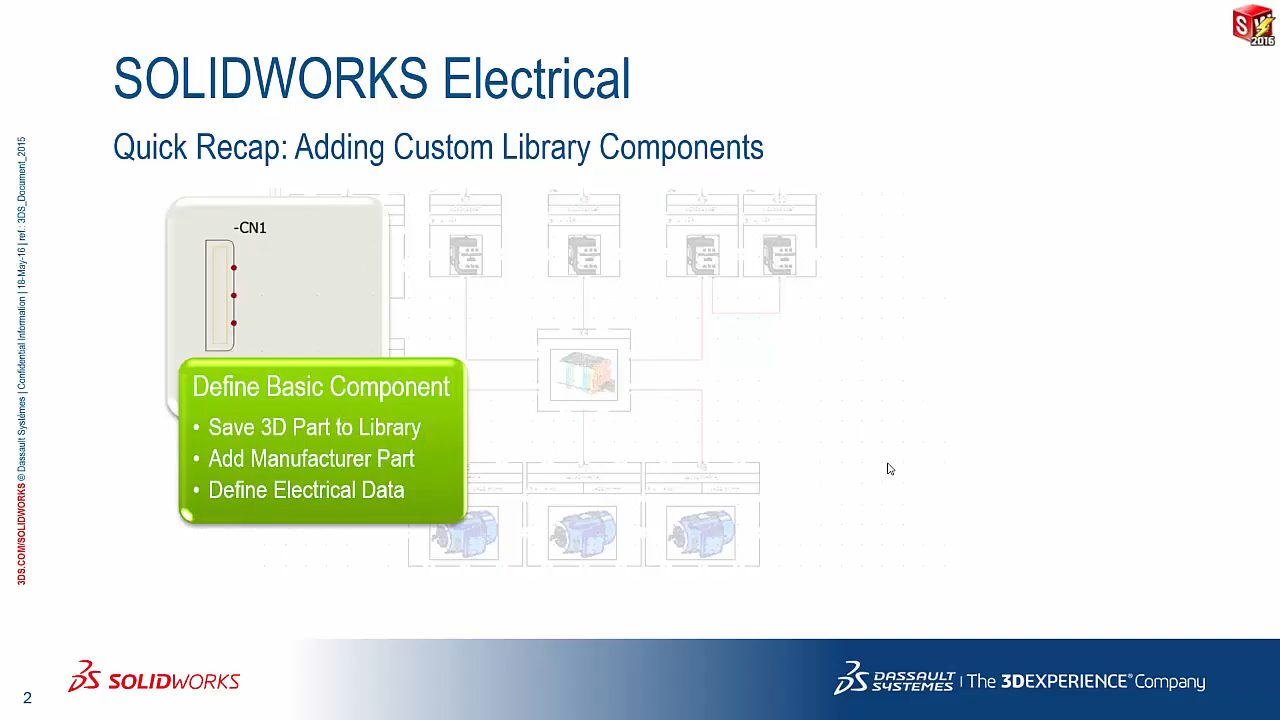 2016
SOLIDWORKS Electrical
Quick Recap: Adding Custom Library Components
-CN1
Define Basic Component
• Save 3D Part to Library
• Add Manufacturer Part
• Define Electrical Data
3DS.COM/SOLIDWORKS © Dassault Systèmes | Confidential Information | 18-May-16 | ref.: 3DS_Document_2015
2
SOLIDWORKS
DASSAULT SYSTEMES | The 3DEXPERIENCE® Company